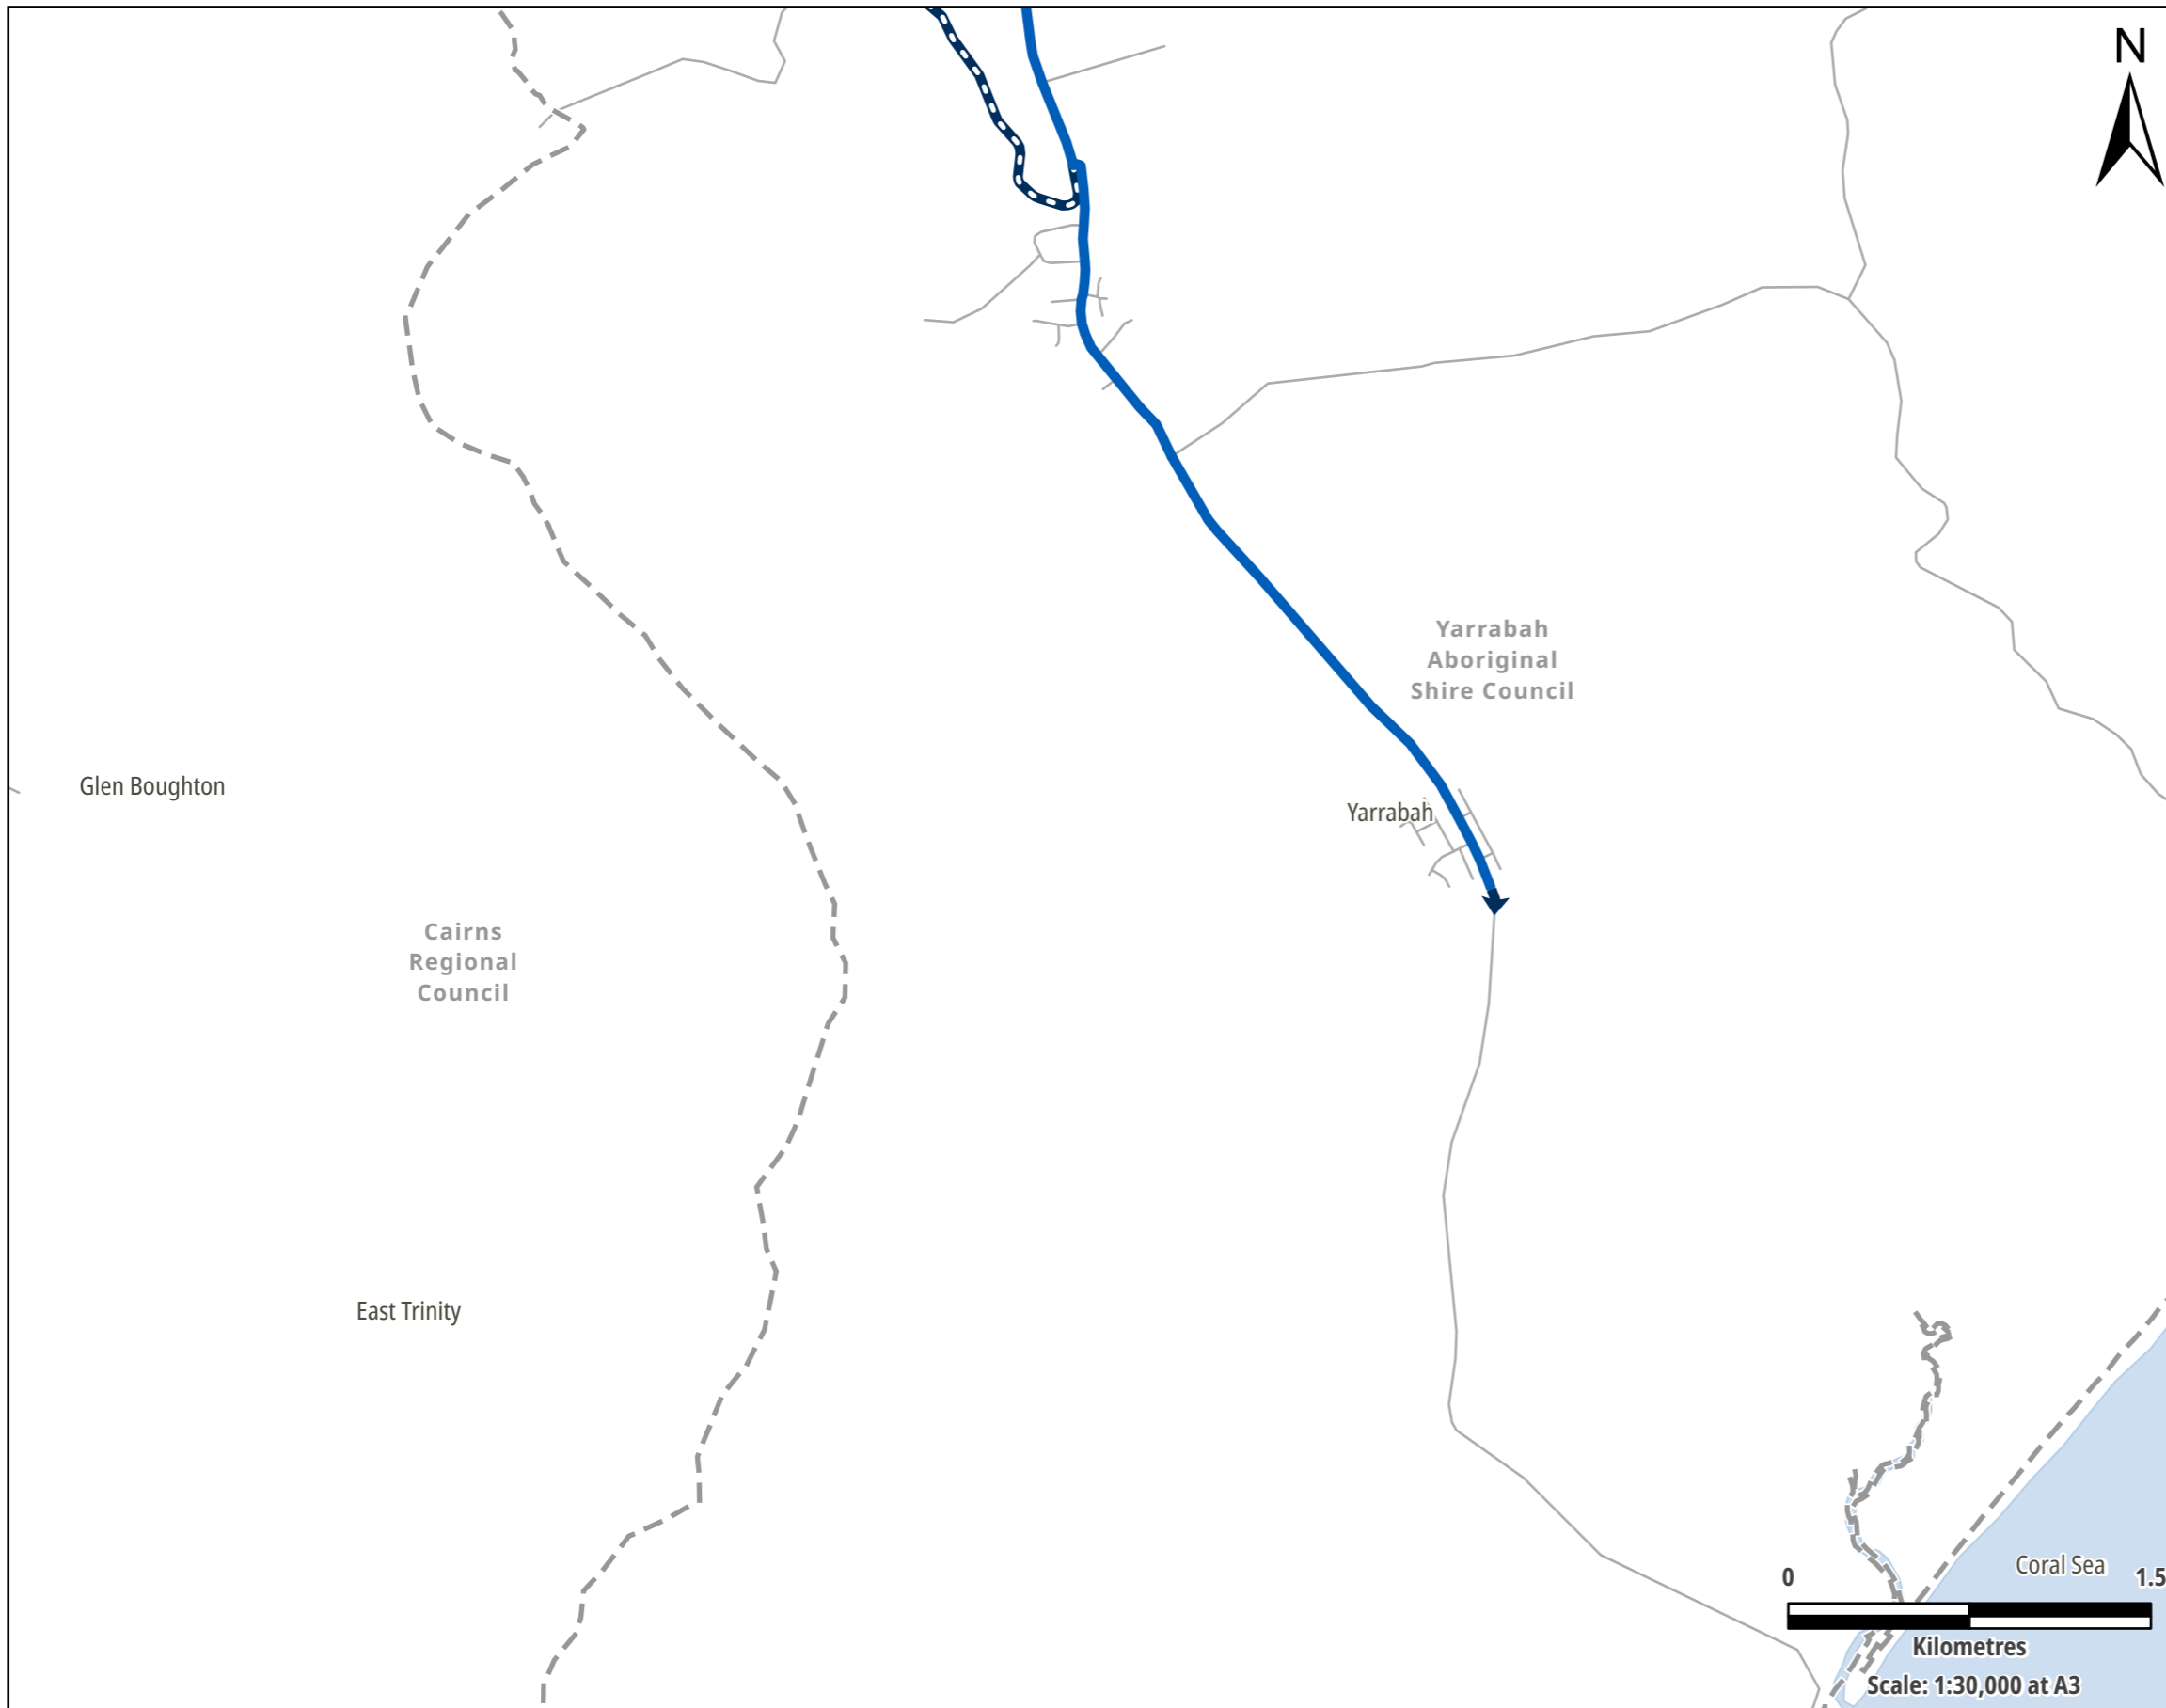 N
Yarrabah
Aboriginal
Shire Council
Glen Boughton
Yarrabah
Cairns
Regional
Council
East Trinity
Coral Sea
0 1.5
Kilometres
Scale: 1:30,000 at A3